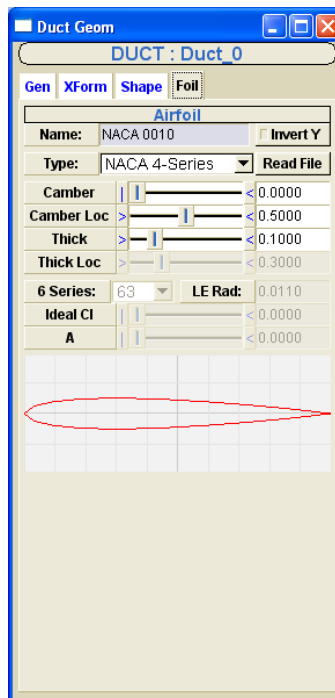 Duct Geom
DUCT : Duct_0
Gen XForm Shape Foil
Airfoil
Name: NACA 0010 Invert Y
Type: NACA 4-Series Read File
Camber | < 0.0000
Camber Loc > < 0.5000
Thick > < 0.1000
Thick Loc > < 0.3000
6 Series: 63 LE Rad: 0.0110
Ideal Cl | < 0.0000
A | < 0.0000